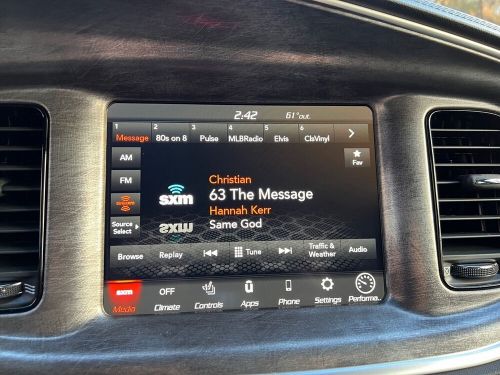 2:42 61°out
1 2 3 4 5 6
Message 80s on 8 Pulse MLBRadio Elvis ClsVinyl
AM
FM
Source
Select
Fav
sxm
Christian
63 The Message
Hannah Kerr
Same God
Browse Replay Tune Traffic &
Weather Audio
sxm OFF
Media Climate Controls Apps Phone Settings Performa...